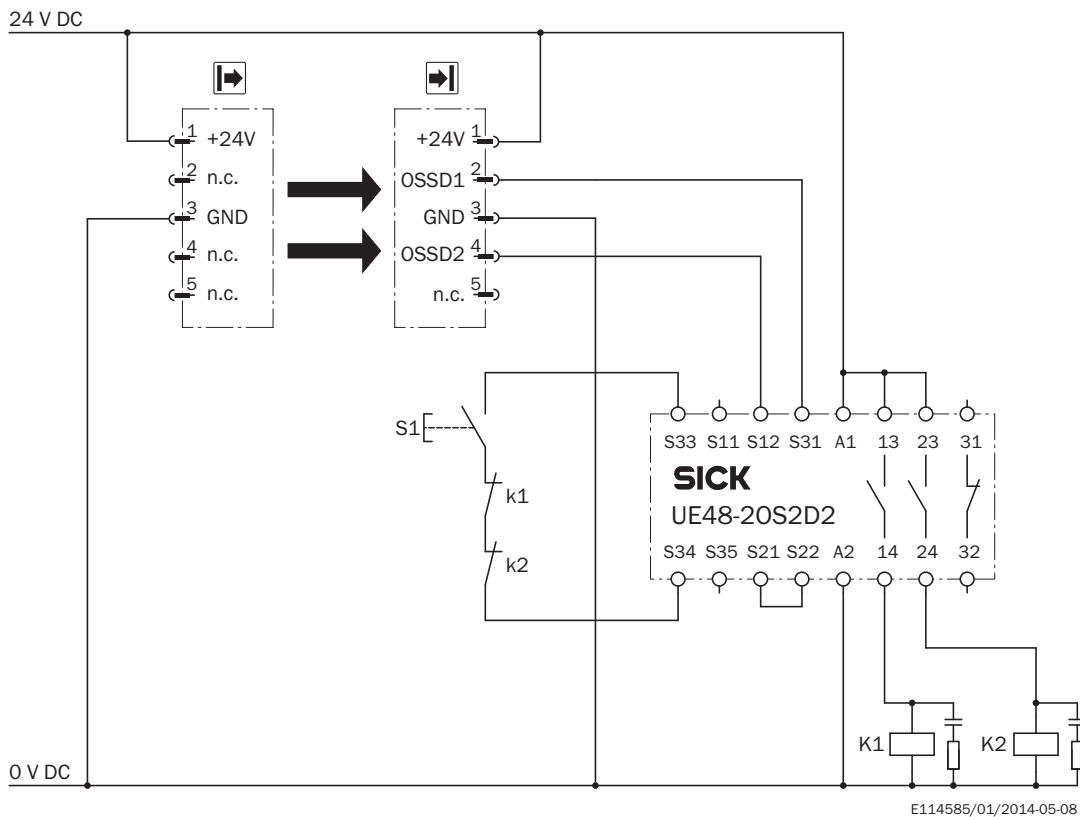 24 V DC
1 +24V
2 n.c.
3 GND
4 n.c.
5 n.c.
+24V 1
OSSD1 2
GND 3
OSSD2 4
n.c. 5
S1
k1
k2
S33 S11 S12 S31 A1 13 23 31
SICK
UE48-2OS2D2
S34 S35 S21 S22 A2 14 24 32
K1
K2
0 V DC
E114585/01/2014-05-08